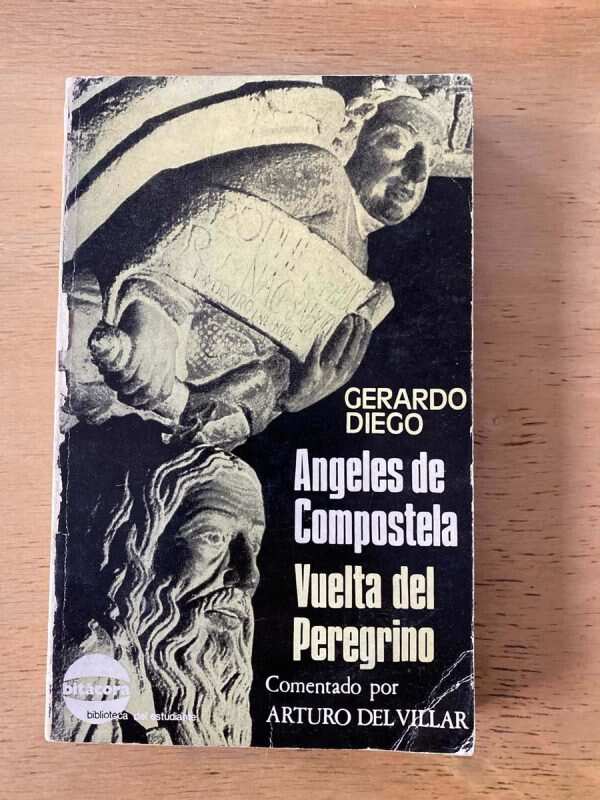 GERARDO
DIEGO
Angeles de
Compostela
Vuelta del
Peregrino
Comentado por
ARTURO DEL VILLAR
bitácora
biblioteca del estudiante